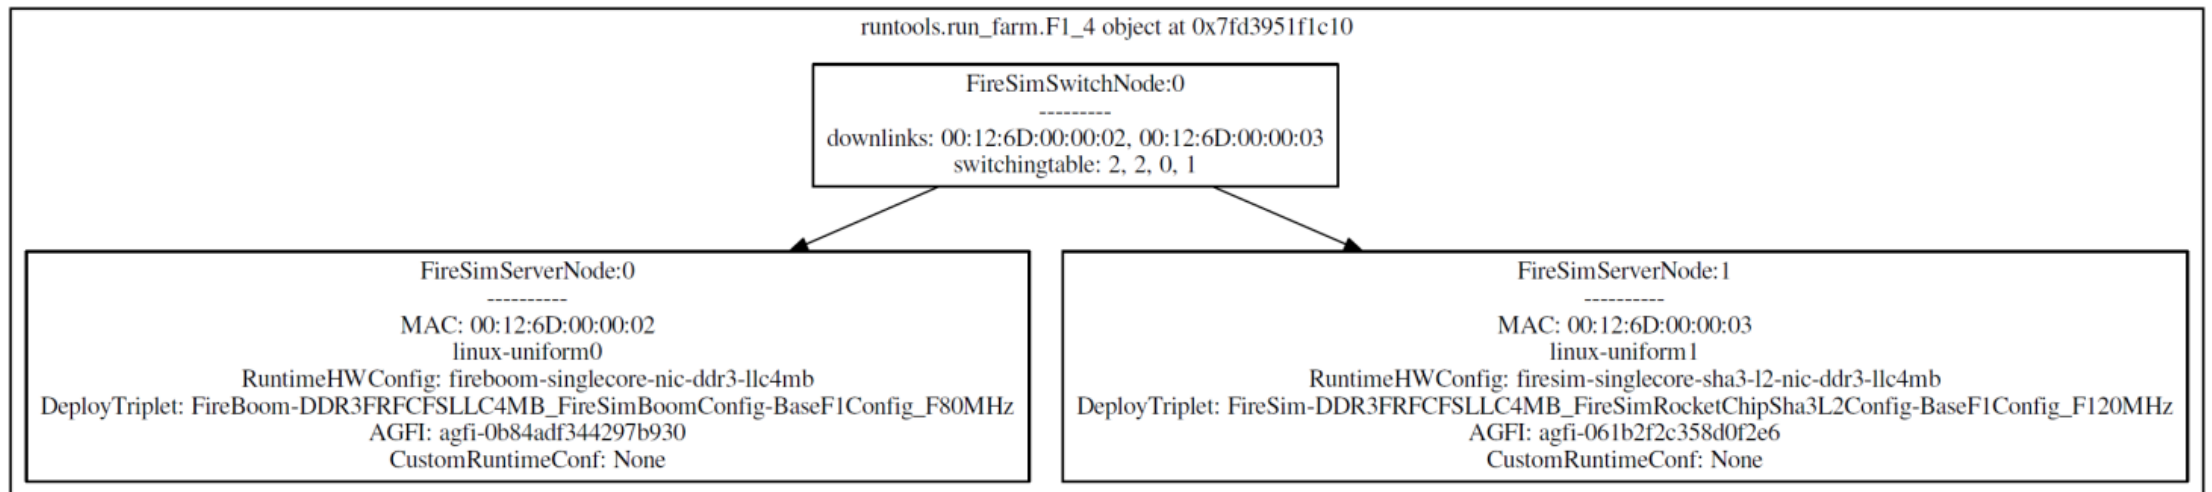 runtools.run_farm.F1_4 object at 0x7fd3951f1c10
FireSimSwitchNode:0
---------
downlinks: 00:12:6D:00:00:02, 00:12:6D:00:00:03
switchingtable: 2, 2, 0, 1
FireSimServerNode:0
----------
MAC: 00:12:6D:00:00:02
linux-uniform0
RuntimeHWConfig: fireboom-singlecore-nic-ddr3-llc4mb
DeployTriplet: FireBoom-DDR3FRFCFSLLC4MB_FireSimBoomConfig-BaseF1Config_F80MHz
AGFI: agfi-0b84adf344297b930
CustomRuntimeConf: None
FireSimServerNode:1
----------
MAC: 00:12:6D:00:00:03
linux-uniform1
RuntimeHWConfig: firesim-singlecore-sha3-l2-nic-ddr3-llc4mb
DeployTriplet: FireSim-DDR3FRFCFSLLC4MB_FireSimRocketChipSha3L2Config-BaseF1Config_F120MHz
AGFI: agfi-061b2f2c358d0f2e6
CustomRuntimeConf: None